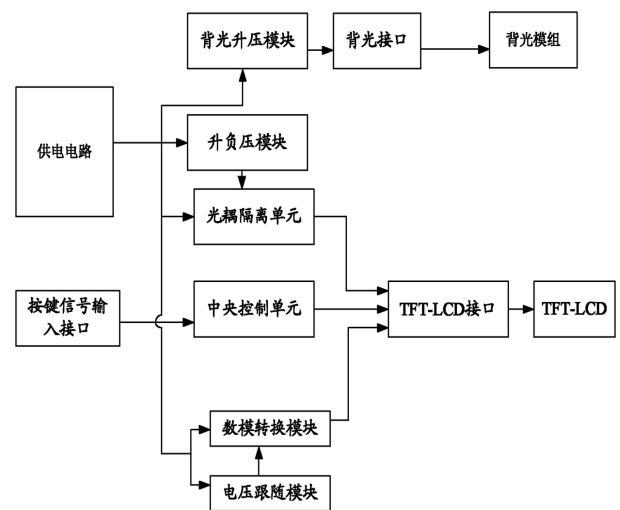 背光升压模块
背光接口
背光模组
供电电路
升负压模块
光耦隔离单元
按键信号输
入接口
中央控制单元
TFT-LCD接口
TFT-LCD
数模转换模块
电压跟随模块